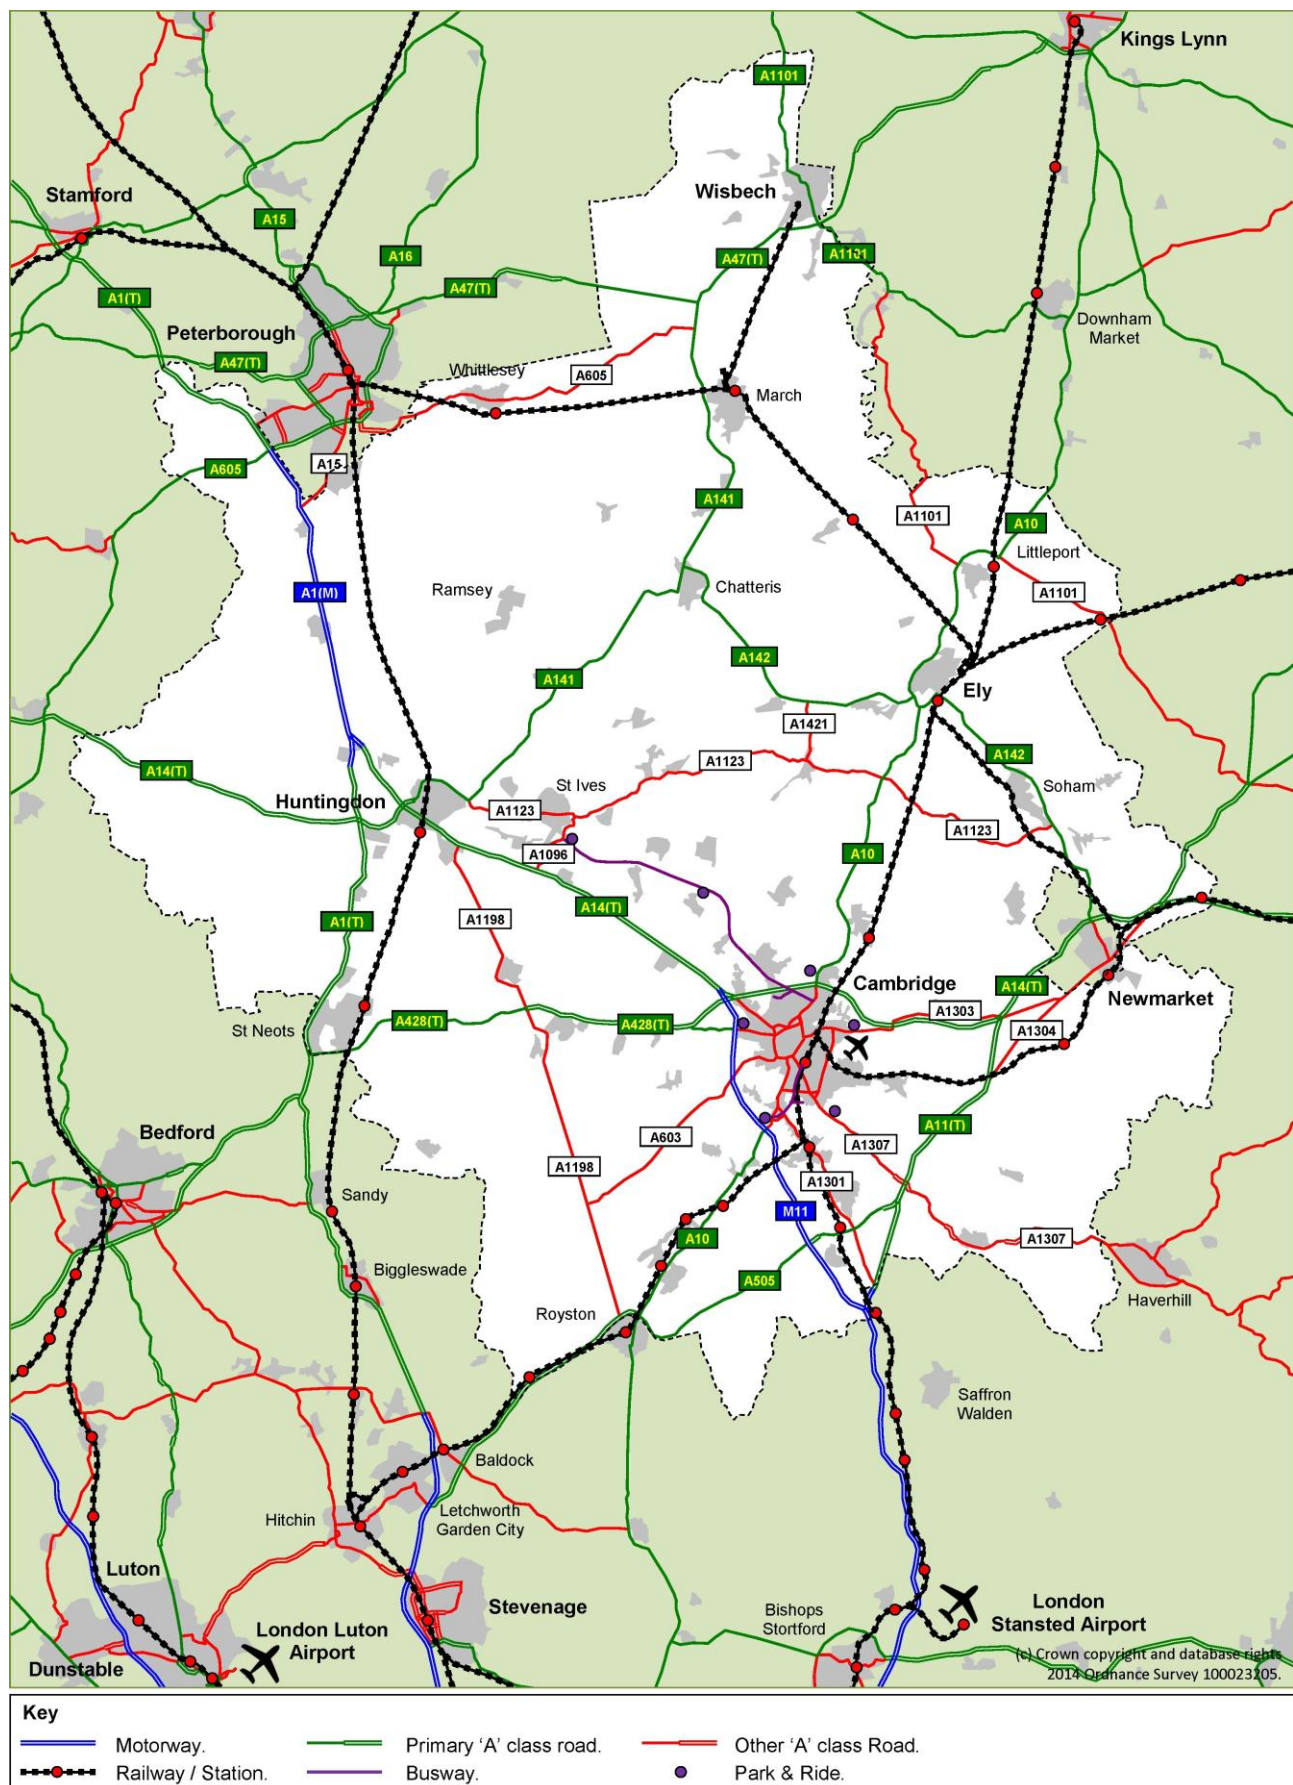 Kings Lynn
A1101
Wisbech
Stamford
A15
A16
A47(T)
A47(T)
A1101
A1(T)
Downham
Market
Peterborough
A47(T)
Whittlesey
A605
March
A605
A15
A141
A1101
A10
Littleport
A1(M)
Ramsey
Chatteris
A1101
A142
A141
Ely
A1421
A14(T)
A1123
A142
St Ives
Soham
Huntingdon
A1123
A1123
A1096
A10
A14(T)
A1198
A1(T)
Cambridge
A14(T)
Newmarket
St Neots
A428(T)
A428(T)
A1303
A1304
Bedford
A603
A1307
A11(T)
A1198
A1301
Sandy
M11
A10
A1307
Biggleswade
A505
Haverhill
Royston
Saffron
Walden
Baldock
Hitchin
Letchworth
Garden City
Luton
London Luton
Airport
Stevenage
Bishops
Stortford
London
Stansted Airport
Dunstable
(c) Crown copyright and database rights
2014 Ordnance Survey 100023205.
Key
Motorway.
Primary 'A' class road.
Other 'A' class Road.
Railway / Station.
Busway.
Park & Ride.